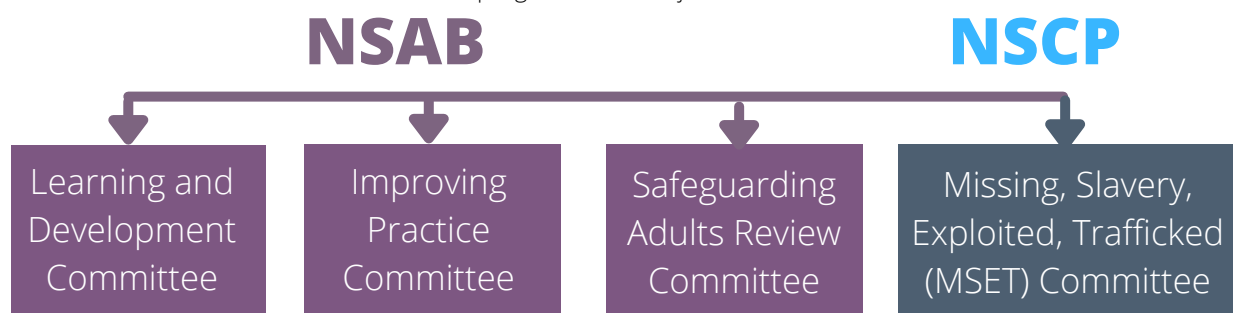 NSAB
NSCP
Learning and
Development
Committee
Improving
Practice
Committee
Safeguarding
Adults Review
Committee
Missing, Slavery,
Exploited, Trafficked
(MSET) Committee